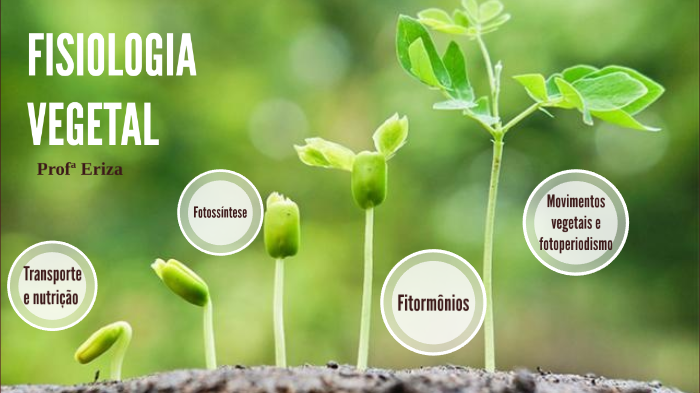 FISIOLOGIA
VEGETAL
Profª Eriza
Fotossíntese
Transporte
e nutrição
Fitormônios
Movimentos
vegetais e
fotoperiodismo